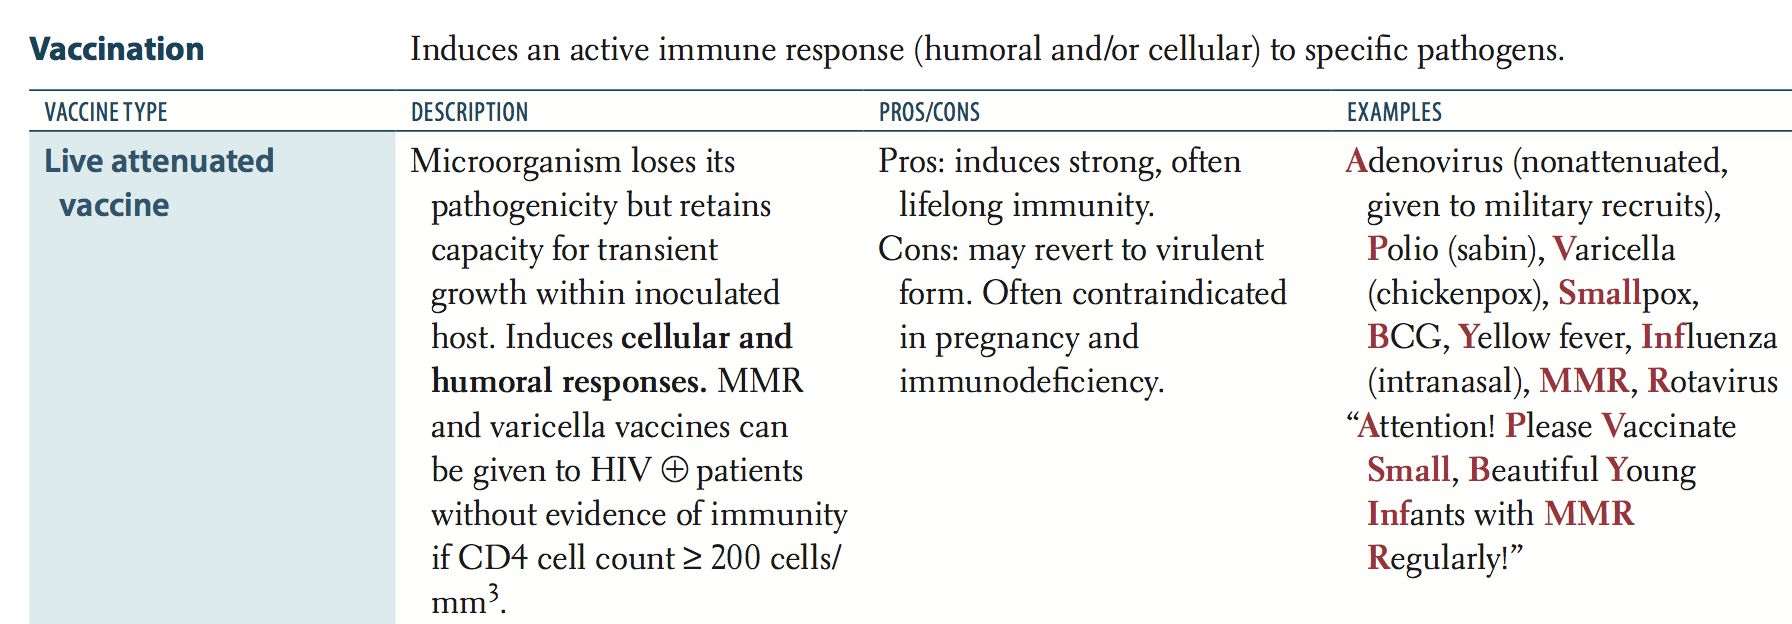 Vaccination
Induces an active immune response (humoral and/or cellular) to specific pathogens.
VACCINE TYPE
DESCRIPTION
PROS/CONS
EXAMPLES
Live attenuated
vaccine
Microorganism loses its
pathogenicity but retains
capacity for transient
growth within inoculated
host. Induces cellular and
humoral responses. MMR
and varicella vaccines can
be given to HIV ⊕ patients
without evidence of immunity
if CD4 cell count ≥ 200 cells/
mm³.
Pros: induces strong, often
lifelong immunity.
Cons: may revert to virulent
form. Often contraindicated
in pregnancy and
immunodeficiency.
Adenovirus (nonattenuated,
given to military recruits),
Polio (sabin), Varicella
(chickenpox), Smallpox,
BCG, Yellow fever, Influenza
(intranasal), MMR, Rotavirus
“Attention! Please Vaccinate
Small, Beautiful Young
Infants with MMR
Regularly!”